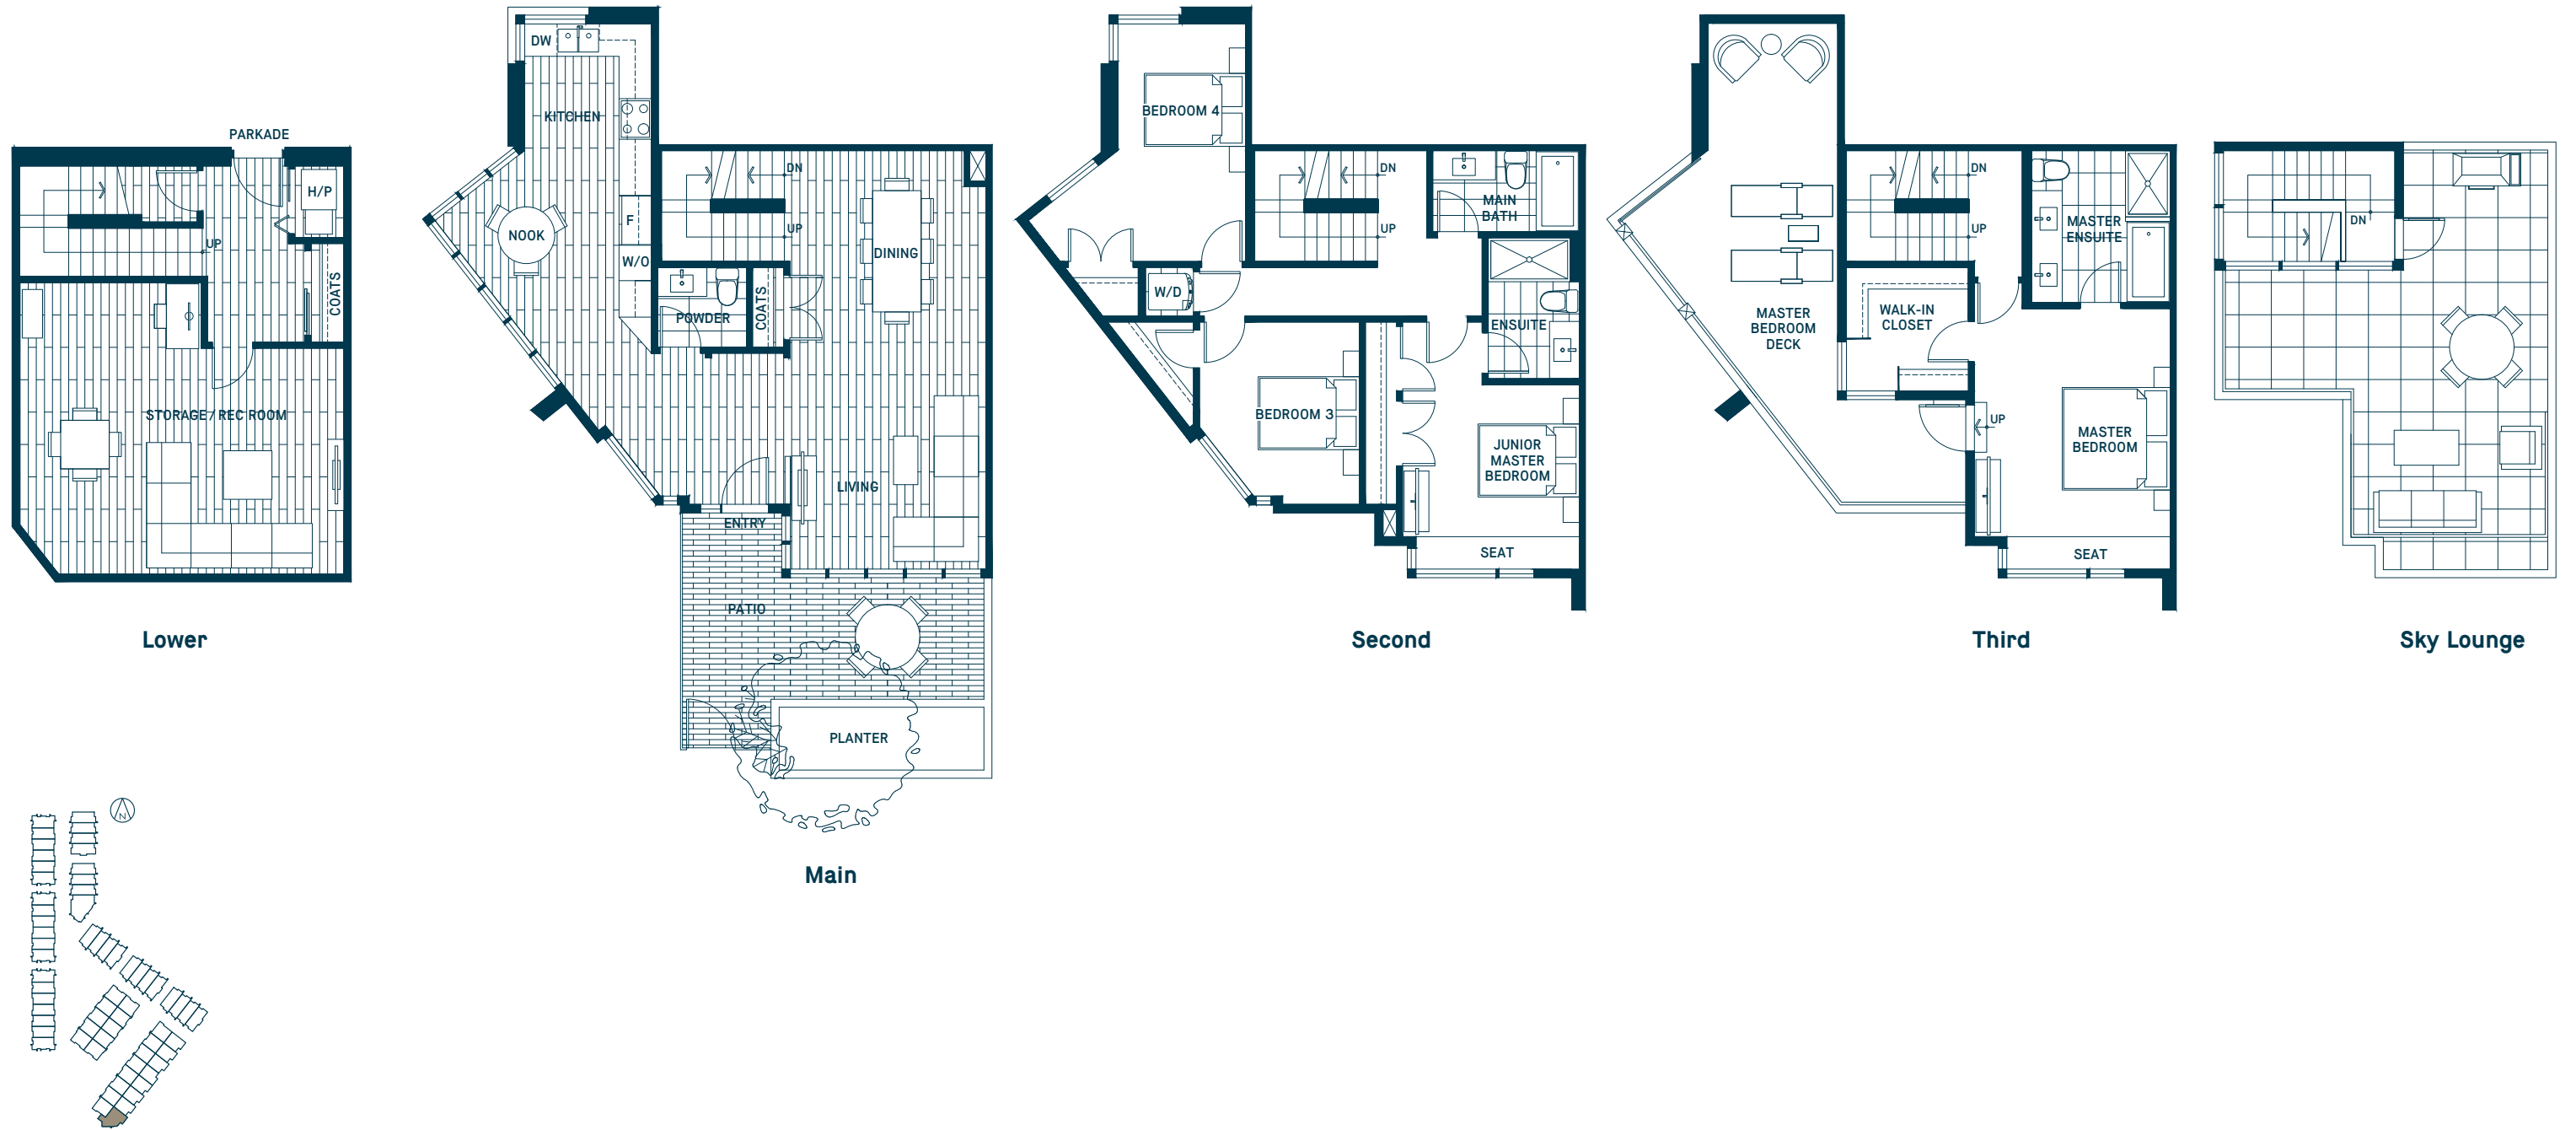 PARKADE
H/P
UP
COATS
STORAGE / REC ROOM
Lower
DW
KITCHEN
NOOK
F
W/O
DN
UP
DINING
POWDER
COATS
LIVING
ENTRY
PATIO
PLANTER
Main
BEDROOM 4
DN
UP
MAIN
BATH
W/D
ENSUITE
BEDROOM 3
JUNIOR
MASTER
BEDROOM
SEAT
Second
DN
UP
MASTER
ENSUITE
MASTER
BEDROOM
DECK
WALK-IN
CLOSET
UP
MASTER
BEDROOM
SEAT
Third
DN
Sky Lounge
N